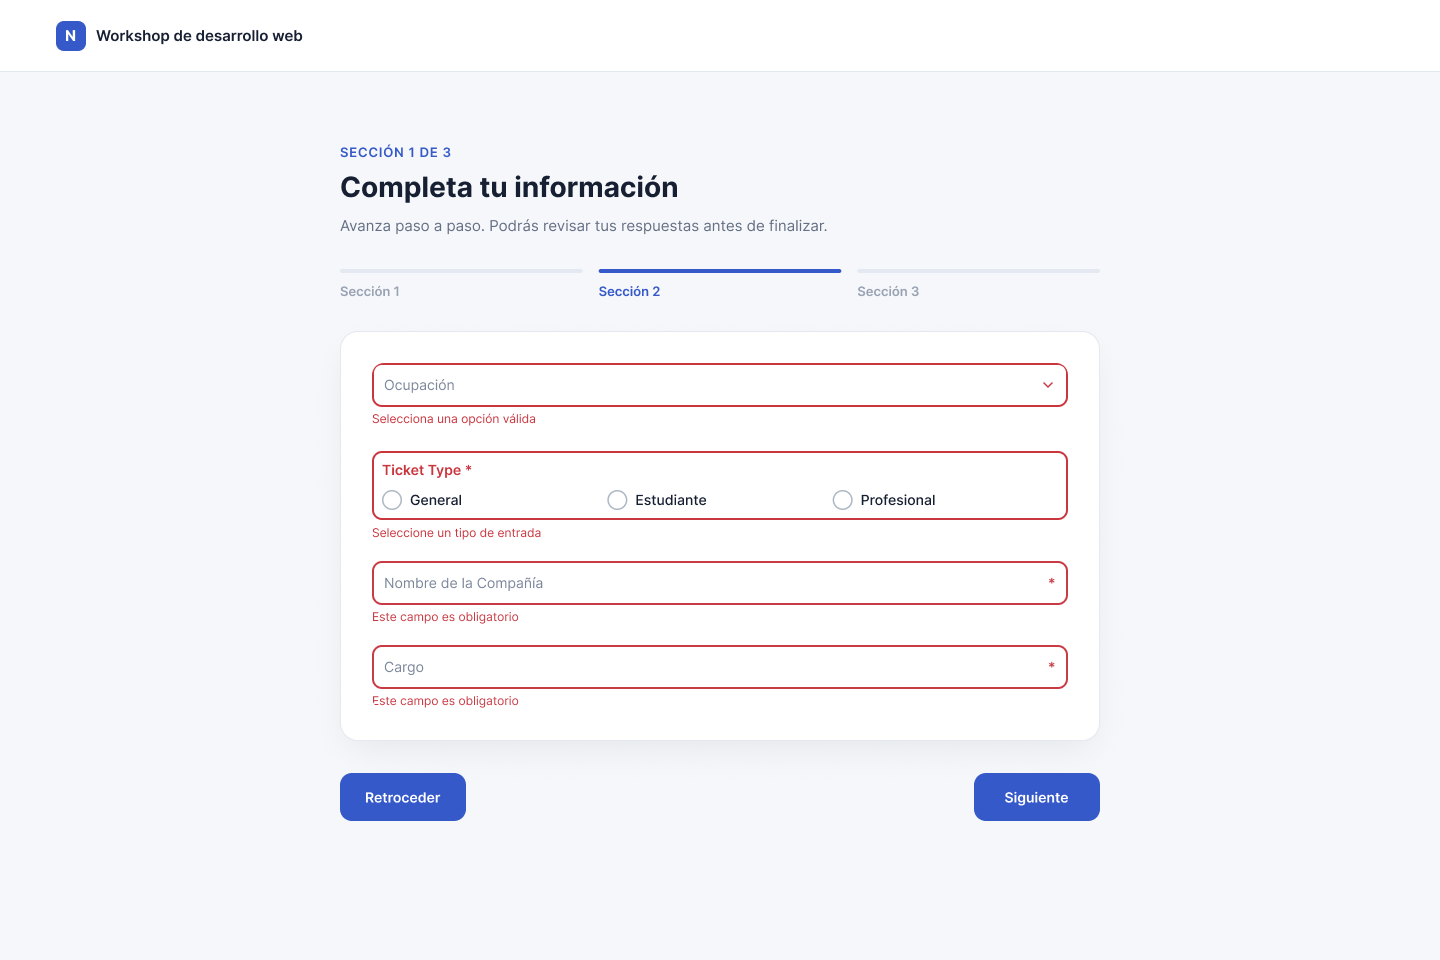 N Workshop de desarrollo web
SECCIÓN 1 DE 3
Completa tu información
Avanza paso a paso. Podrás revisar tus respuestas antes de finalizar.
Sección 1 Sección 2 Sección 3
Ocupación
Selecciona una opción válida
Ticket Type *
General Estudiante Profesional
Seleccione un tipo de entrada
Nombre de la Compañía *
Este campo es obligatorio
Cargo *
Este campo es obligatorio
Retroceder Siguiente